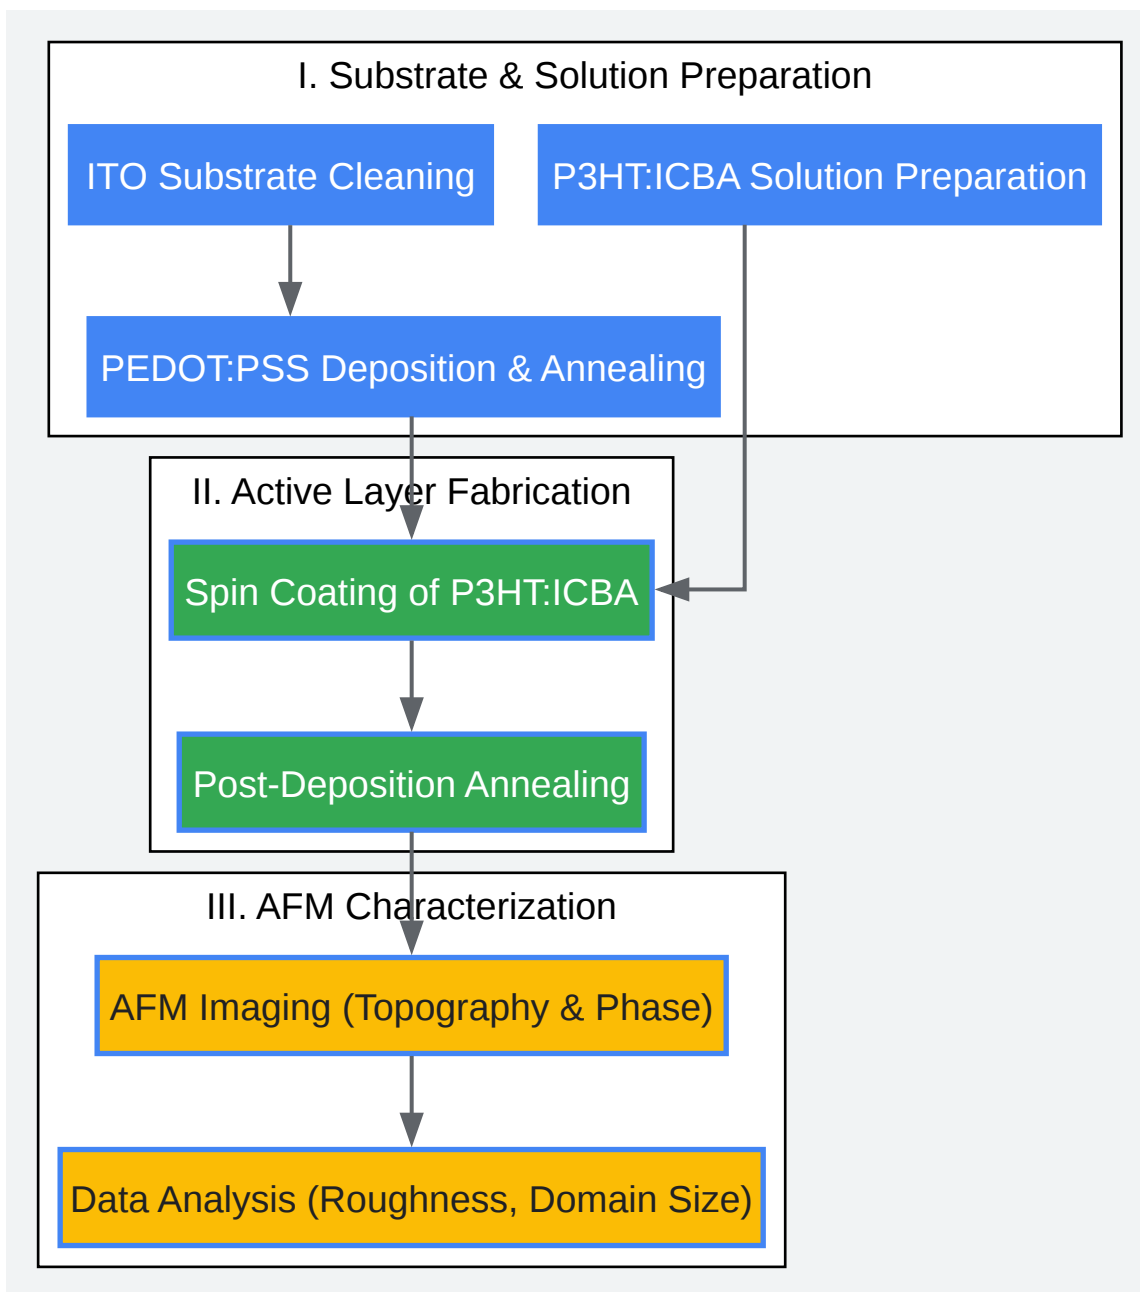 I. Substrate & Solution Preparation
ITO Substrate Cleaning
P3HT:ICBA Solution Preparation
PEDOT:PSS Deposition & Annealing
II. Active Layer Fabrication
Spin Coating of P3HT:ICBA
Post-Deposition Annealing
III. AFM Characterization
AFM Imaging (Topography & Phase)
Data Analysis (Roughness, Domain Size)